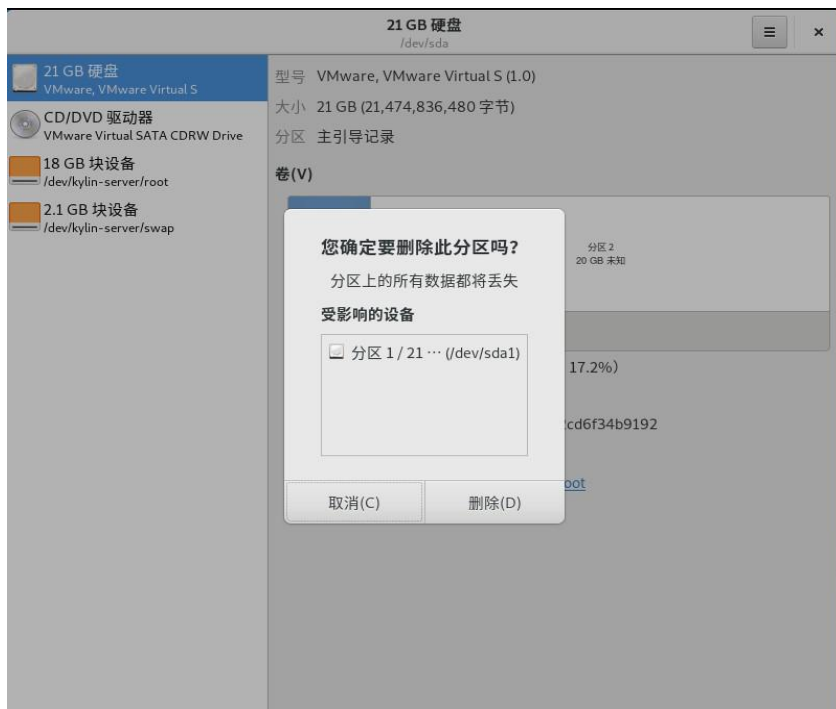 21 GB 硬盘
/dev/sda
21 GB 硬盘
VMware, VMware Virtual S
CD/DVD 驱动器
VMware Virtual SATA CDRW Drive
18 GB 块设备
/dev/kylin-server/root
2.1 GB 块设备
/dev/kylin-server/swap
型号 VMware, VMware Virtual S (1.0)
大小 21 GB (21,474,836,480 字节)
分区 主引导记录
卷(V)
分区 2
20 GB 未知
您确定要删除此分区吗?
分区上的所有数据都将丢失
受影响的设备
分区 1 / 21 … (/dev/sda1)
取消(C)
删除(D)
17.2%)
cd6f34b9192
oot